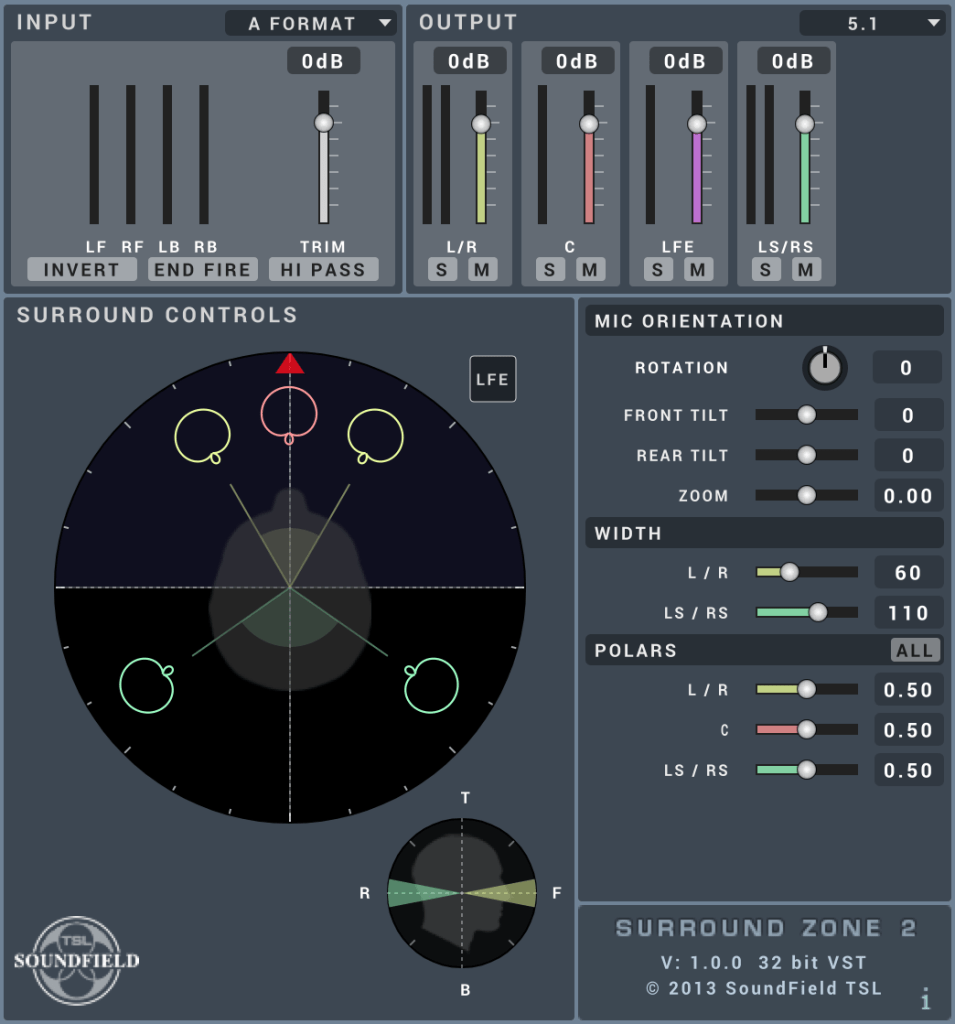 INPUT
A FORMAT
0dB
LF RF LB RB
TRIM
INVERT
END FIRE
HI PASS
OUTPUT
5.1
0dB
0dB
0dB
0dB
L/R
C
LFE
LS/RS
S M
S M
S M
S M
SURROUND CONTROLS
LFE
T
R
F
B
TSL
SOUNDFIELD
MIC ORIENTATION
ROTATION 0
FRONT TILT 0
REAR TILT 0
ZOOM 0.00
WIDTH
L / R 60
LS / RS 110
POLARS ALL
L / R 0.50
C 0.50
LS / RS 0.50
SURROUND ZONE 2
V: 1.0.0 32 bit VST
© 2013 SoundField TSL
i